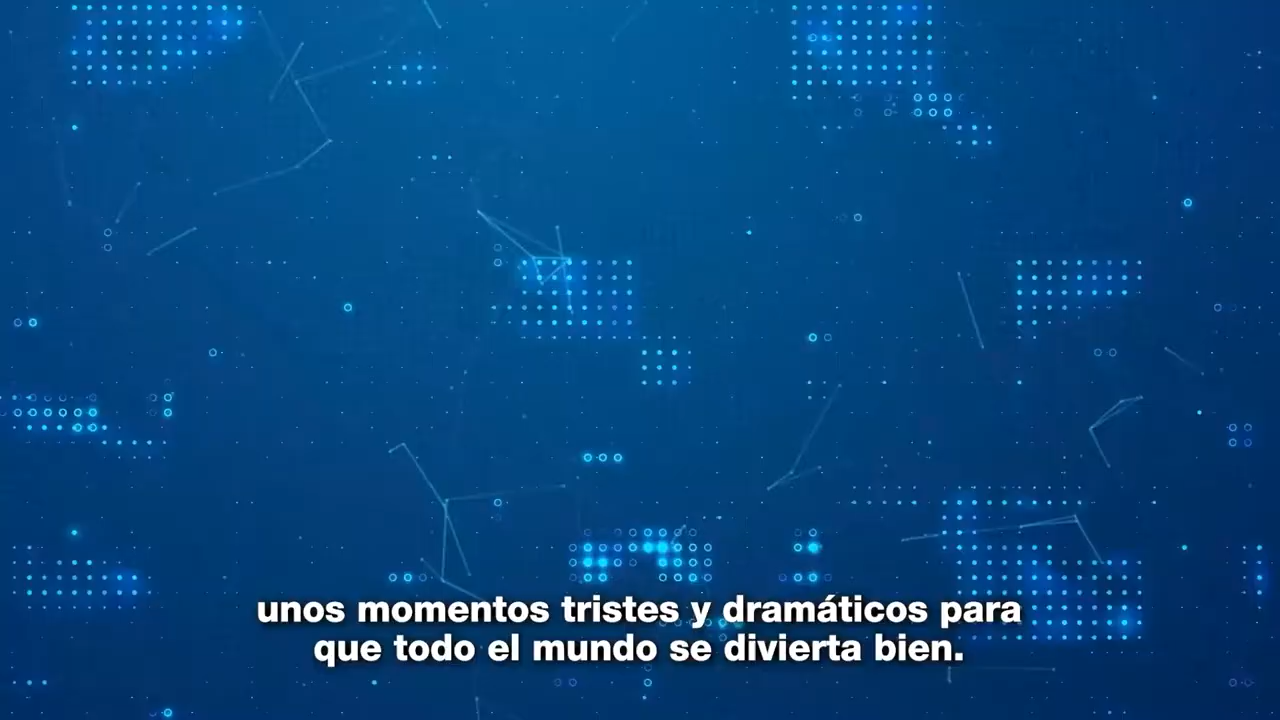 unos momentos tristes y dramáticos para
que todo el mundo se divierta bien.